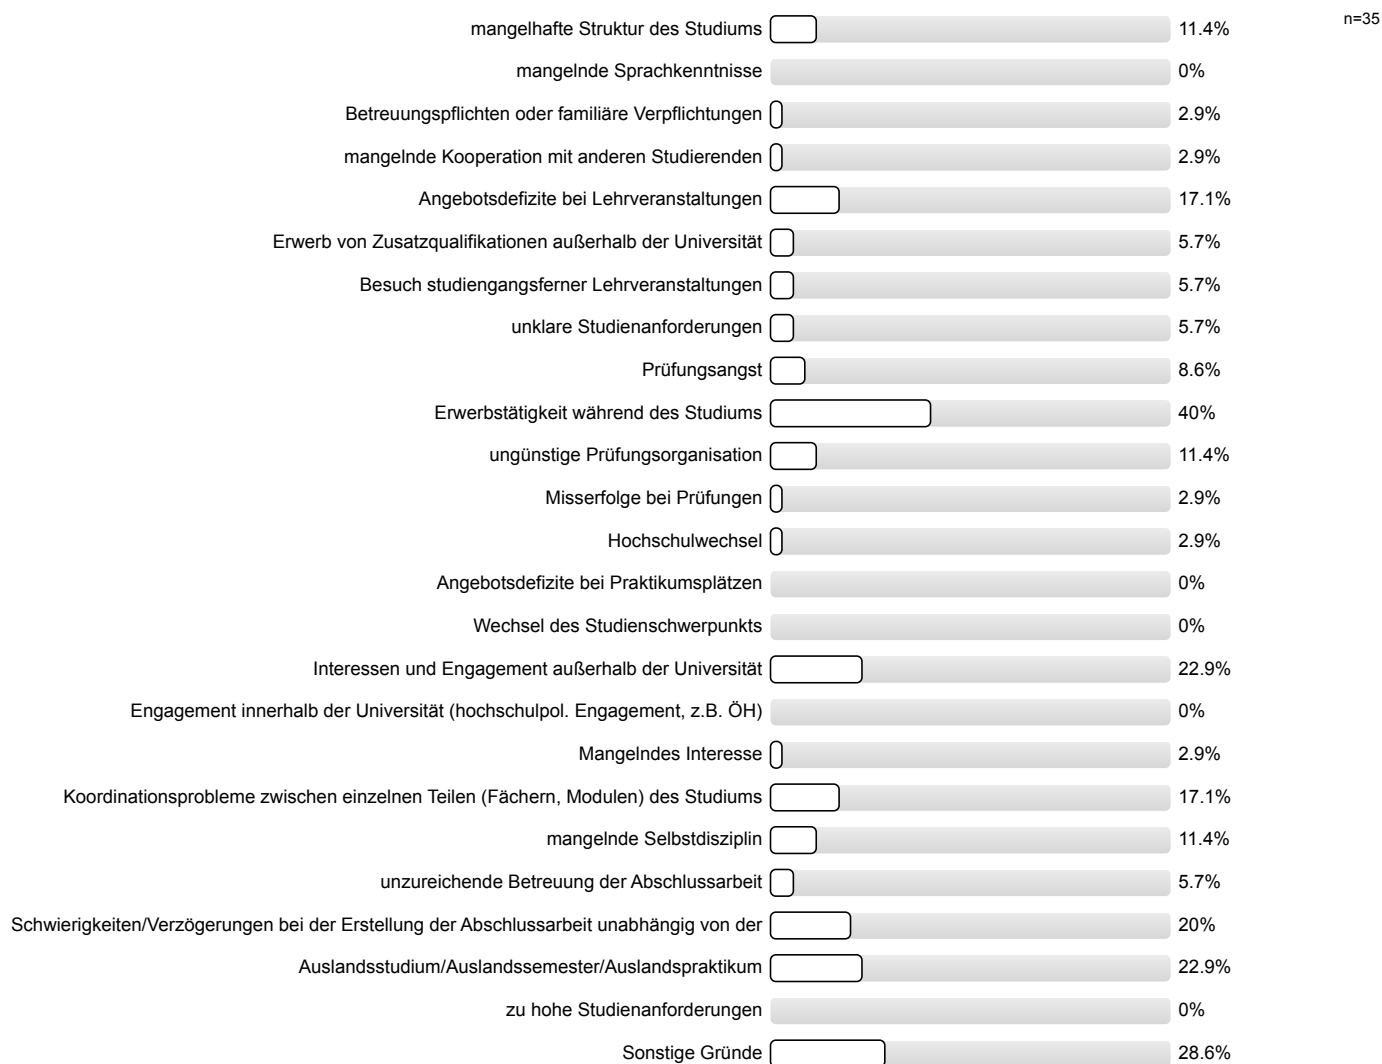 mangelhafte Struktur des Studiums 11.4% n=35
mangelnde Sprachkenntnisse 0%
Betreuungspflichten oder familiäre Verpflichtungen 2.9%
mangelnde Kooperation mit anderen Studierenden 2.9%
Angebotsdefizite bei Lehrveranstaltungen 17.1%
Erwerb von Zusatzqualifikationen außerhalb der Universität 5.7%
Besuch studiengangsferner Lehrveranstaltungen 5.7%
unklare Studienanforderungen 5.7%
Prüfungsangst 8.6%
Erwerbstätigkeit während des Studiums 40%
ungünstige Prüfungsorganisation 11.4%
Misserfolge bei Prüfungen 2.9%
Hochschulwechsel 2.9%
Angebotsdefizite bei Praktikumsplätzen 0%
Wechsel des Studienschwerpunkts 0%
Interessen und Engagement außerhalb der Universität 22.9%
Engagement innerhalb der Universität (hochschulpol. Engagement, z.B. ÖH) 0%
Mangelndes Interesse 2.9%
Koordinationsprobleme zwischen einzelnen Teilen (Fächern, Modulen) des Studiums 17.1%
mangelnde Selbstdisziplin 11.4%
unzureichende Betreuung der Abschlussarbeit 5.7%
Schwierigkeiten/Verzögerungen bei der Erstellung der Abschlussarbeit unabhängig von der 20%
Auslandsstudium/Auslandssemester/Auslandspraktikum 22.9%
zu hohe Studienanforderungen 0%
Sonstige Gründe 28.6%